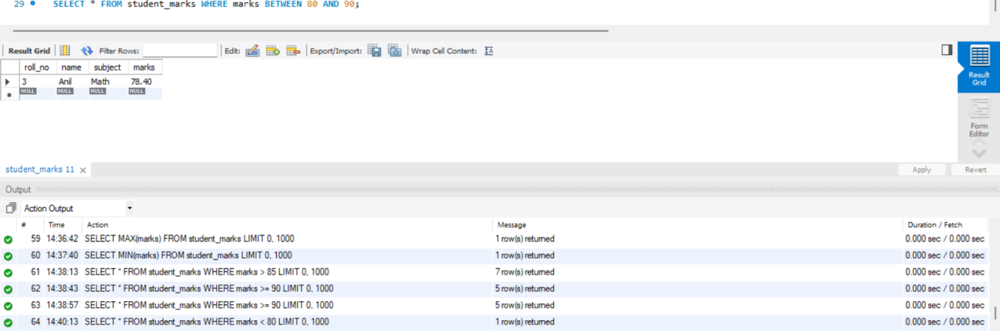 29 SELECT * FROM student_marks WHERE marks BETWEEN 80 AND 90;
Result Grid Filter Rows: Edit: Export/Import: Wrap Cell Content: IA
roll_no name subject marks
3 Anil Math 78.40
NULL NULL NULL NULL
Result
Grid
Form
Editor
student_marks 11 Apply Revert
Output
Action Output
# Time Action Message Duration / Fetch
59 14:36:42 SELECT MAX(marks) FROM student_marks LIMIT 0, 1000 1 row(s) returned 0.000 sec / 0.000 sec
60 14:37:40 SELECT MIN(marks) FROM student_marks LIMIT 0, 1000 1 row(s) returned 0.000 sec / 0.000 sec
61 14:38:13 SELECT * FROM student_marks WHERE marks > 85 LIMIT 0, 1000 7 row(s) returned 0.000 sec / 0.000 sec
62 14:38:43 SELECT * FROM student_marks WHERE marks >= 90 LIMIT 0, 1000 5 row(s) returned 0.000 sec / 0.000 sec
63 14:38:57 SELECT * FROM student_marks WHERE marks >= 90 LIMIT 0, 1000 5 row(s) returned 0.000 sec / 0.000 sec
64 14:40:13 SELECT * FROM student_marks WHERE marks < 80 LIMIT 0, 1000 1 row(s) returned 0.000 sec / 0.000 sec